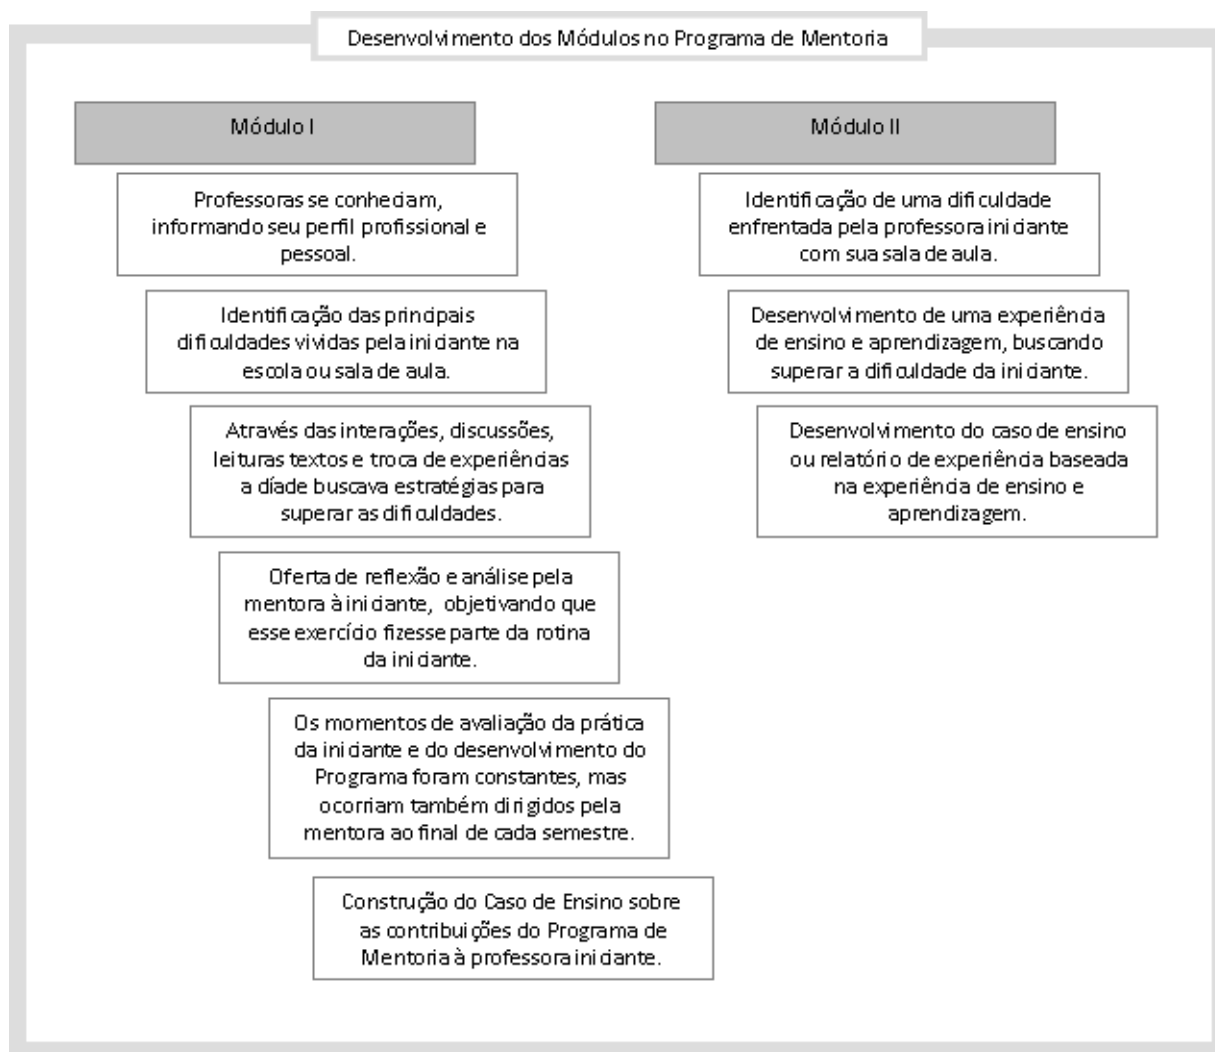 Desenvolvimento dos Módulos no Programa de Mentoria
Módulo I
Professoras se conheciam,
informando seu perfil profissional e
pessoal.
Identificação das principais
dificuldades vividas pela iniciante na
escola ou sala de aula.
Através das interações, discussões,
leituras textos e troca de experiências
a díade buscava estratégias para
superar as dificuldades.
Oferta de reflexão e análise pela
mentora à iniciante, objetivando que
esse exercício fizesse parte da rotina
da iniciante.
Os momentos de avaliação da prática
da iniciante e do desenvolvimento do
Programa foram constantes, mas
ocorriam também dirigidos pela
mentora ao final de cada semestre.
Construção do Caso de Ensino sobre
as contribuições do Programa de
Mentoria à professora iniciante.
Módulo II
Identificação de uma dificuldade
enfrentada pela professora iniciante
com sua sala de aula.
Desenvolvimento de uma experiência
de ensino e aprendizagem, buscando
superar a dificuldade da iniciante.
Desenvolvimento do caso de ensino
ou relatório de experiência baseada
na experiência de ensino e
aprendizagem.